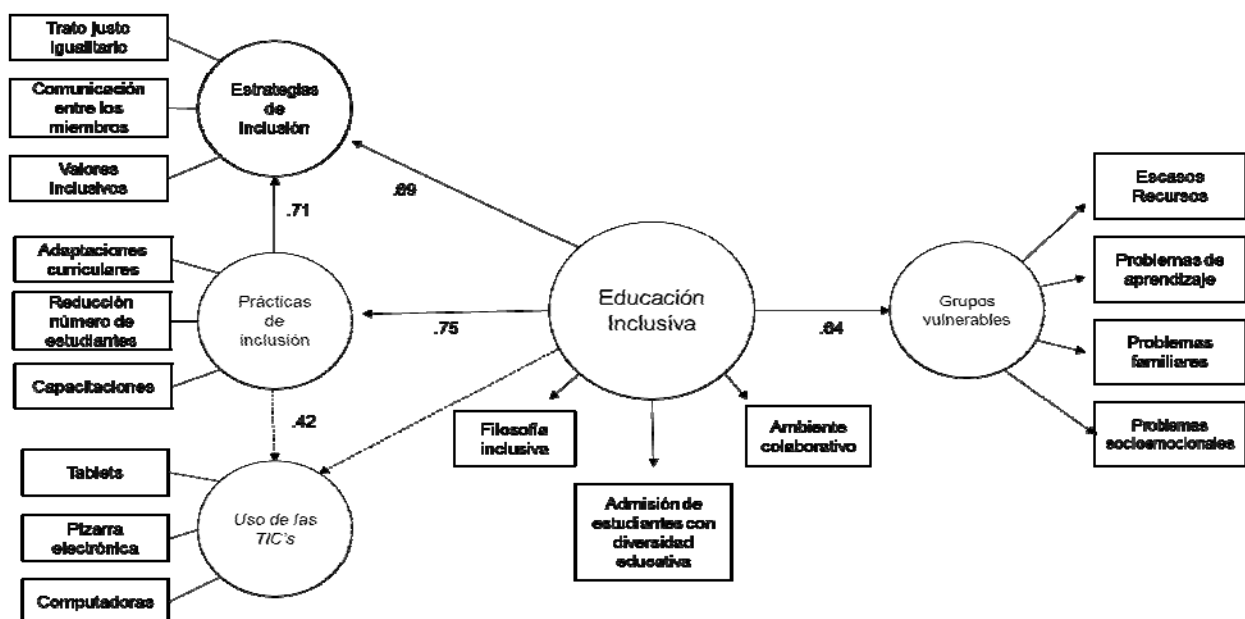 Trato justo
igualitario
Comunicación
entre los
miembros
Valores
inclusivos
Estrategias
de
inclusión
.71
.69
Adaptaciones
curriculares
Reducción
número de
estudiantes
Capacitaciones
Prácticas
de
inclusión
.75
.42
Tablets
Pizarra
electrónica
Computadoras
Uso de las
TIC's
Educación
Inclusiva
Filosofía
inclusiva
Admisión de
estudiantes con
diversidad
educativa
Ambiente
colaborativo
.64
Grupos
vulnerables
Escasos
Recursos
Problemas de
aprendizaje
Problemas
familiares
Problemas
socioemocionales